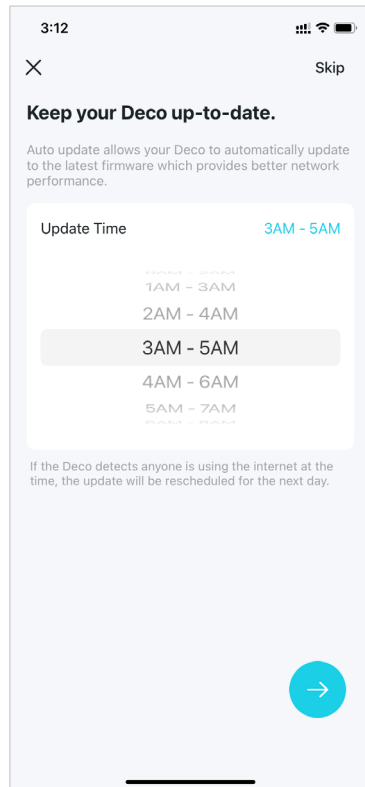 3:12
Skip
Keep your Deco up-to-date.
Auto update allows your Deco to automatically update
to the latest firmware which provides better network
performance.
Update Time 3AM - 5AM
1AM - 3AM
2AM - 4AM
3AM - 5AM
4AM - 6AM
5AM - 7AM
If the Deco detects anyone is using the internet at the
time, the update will be rescheduled for the next day.